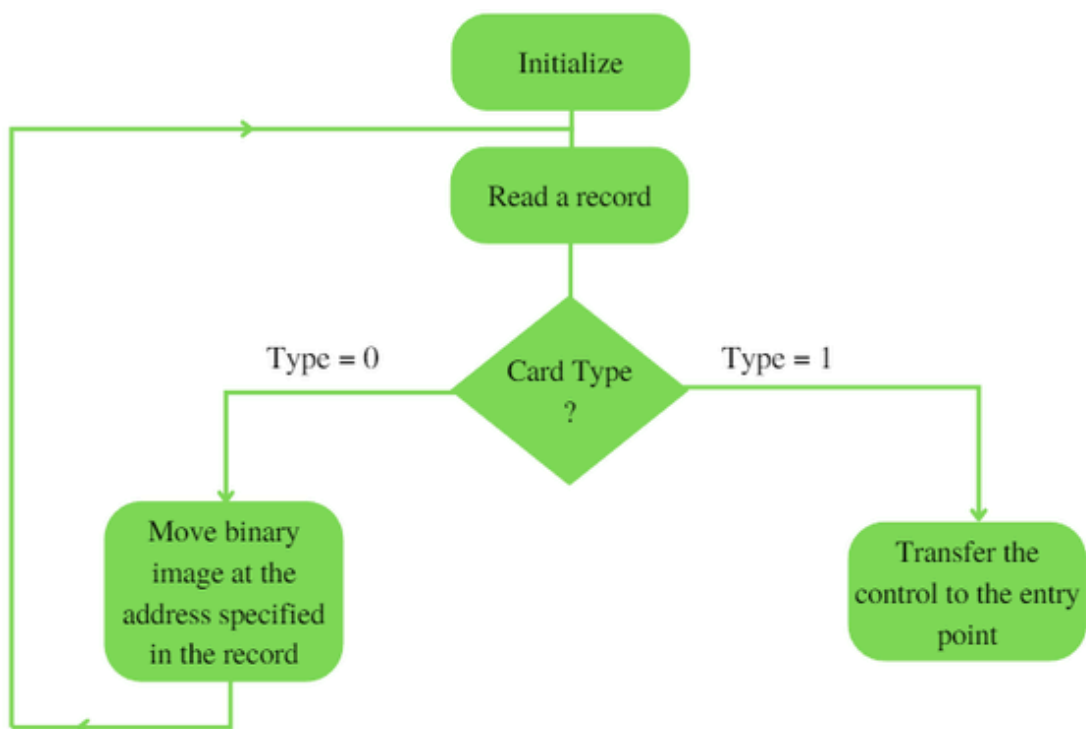 Initialize
Read a record
Type = 0
Card Type
?
Type = 1
Move binary
image at the
address specified
in the record
Transfer the
control to the entry
point